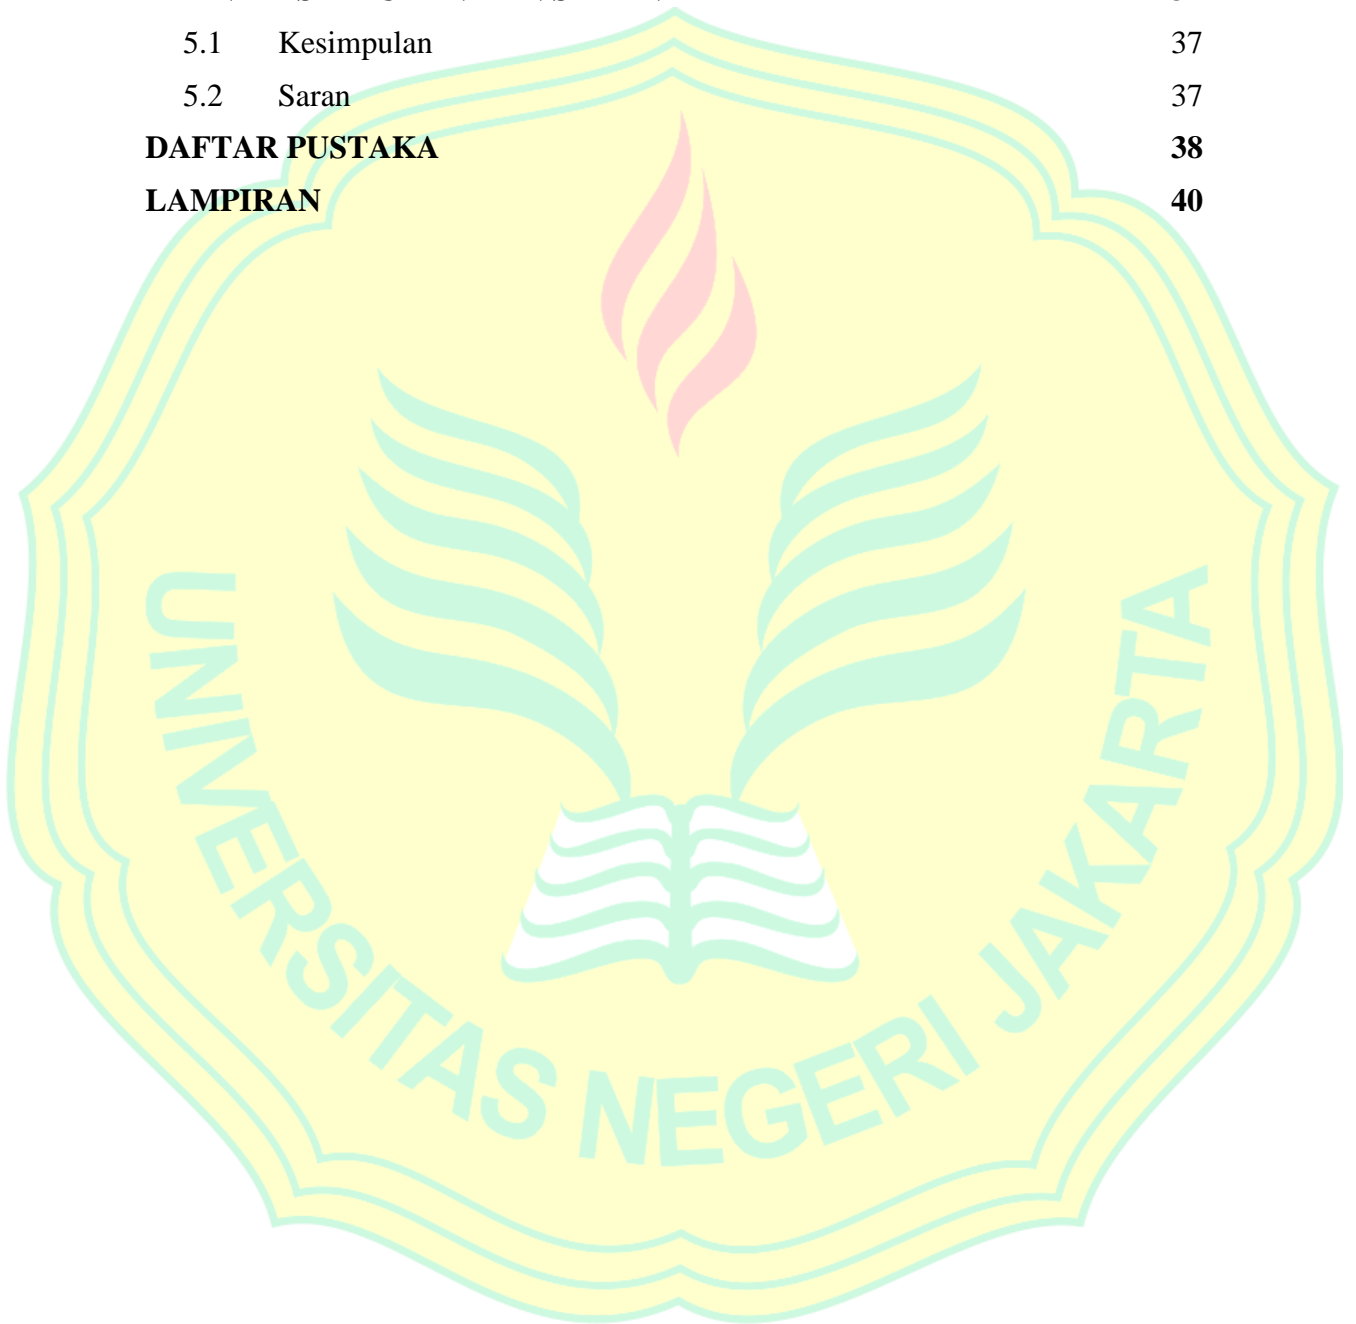 5.1 Kesimpulan 37
5.2 Saran 37
DAFTAR PUSTAKA 38
LAMPIRAN 40
UNIVERSITAS NEGERI JAKARTA